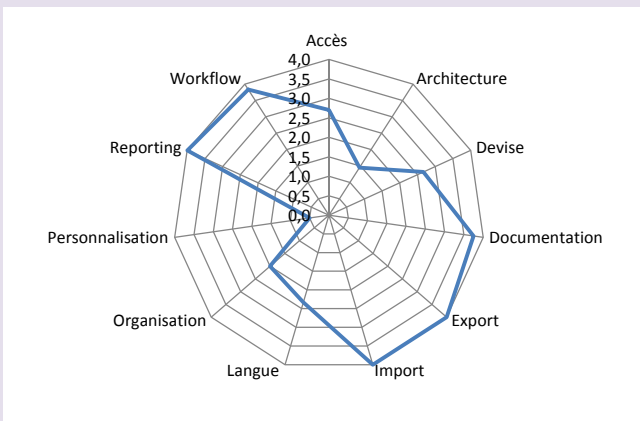 Accès
Architecture
Devise
Documentation
Export
Import
Langue
Organisation
Personnalisation
Reporting
Workflow
4,0
3,5
3,0
2,5
2,0
1,5
1,0
0,5
0,0